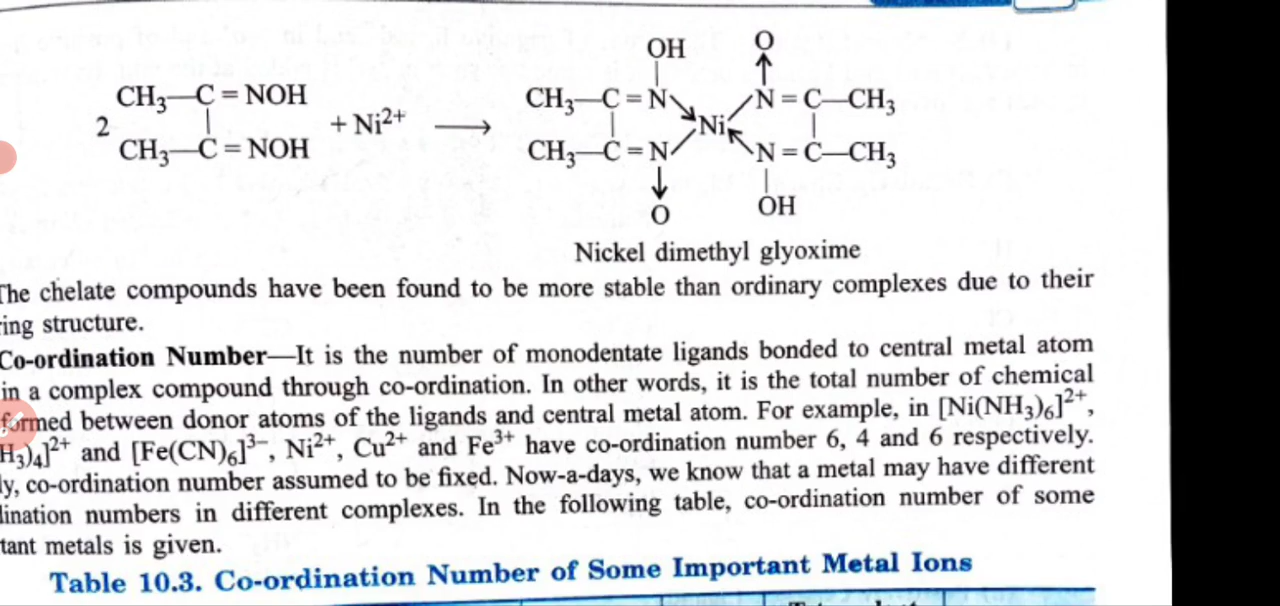 OH O
CH₃—C = NOH CH₃—C = N N = C—CH₃
2 + Ni²⁺ ⟶ Ni
CH₃—C = NOH CH₃—C = N N = C—CH₃
O OH
Nickel dimethyl glyoxime
The chelate compounds have been found to be more stable than ordinary complexes due to their
ring structure.
Co-ordination Number—It is the number of monodentate ligands bonded to central metal atom
in a complex compound through co-ordination. In other words, it is the total number of chemical
formed between donor atoms of the ligands and central metal atom. For example, in [Ni(NH₃)₆]²⁺,
H₃)₄]²⁺ and [Fe(CN)₆]³⁻, Ni²⁺, Cu²⁺ and Fe³⁺ have co-ordination number 6, 4 and 6 respectively.
ly, co-ordination number assumed to be fixed. Now-a-days, we know that a metal may have different
lination numbers in different complexes. In the following table, co-ordination number of some
tant metals is given.
Table 10.3. Co-ordination Number of Some Important Metal Ions